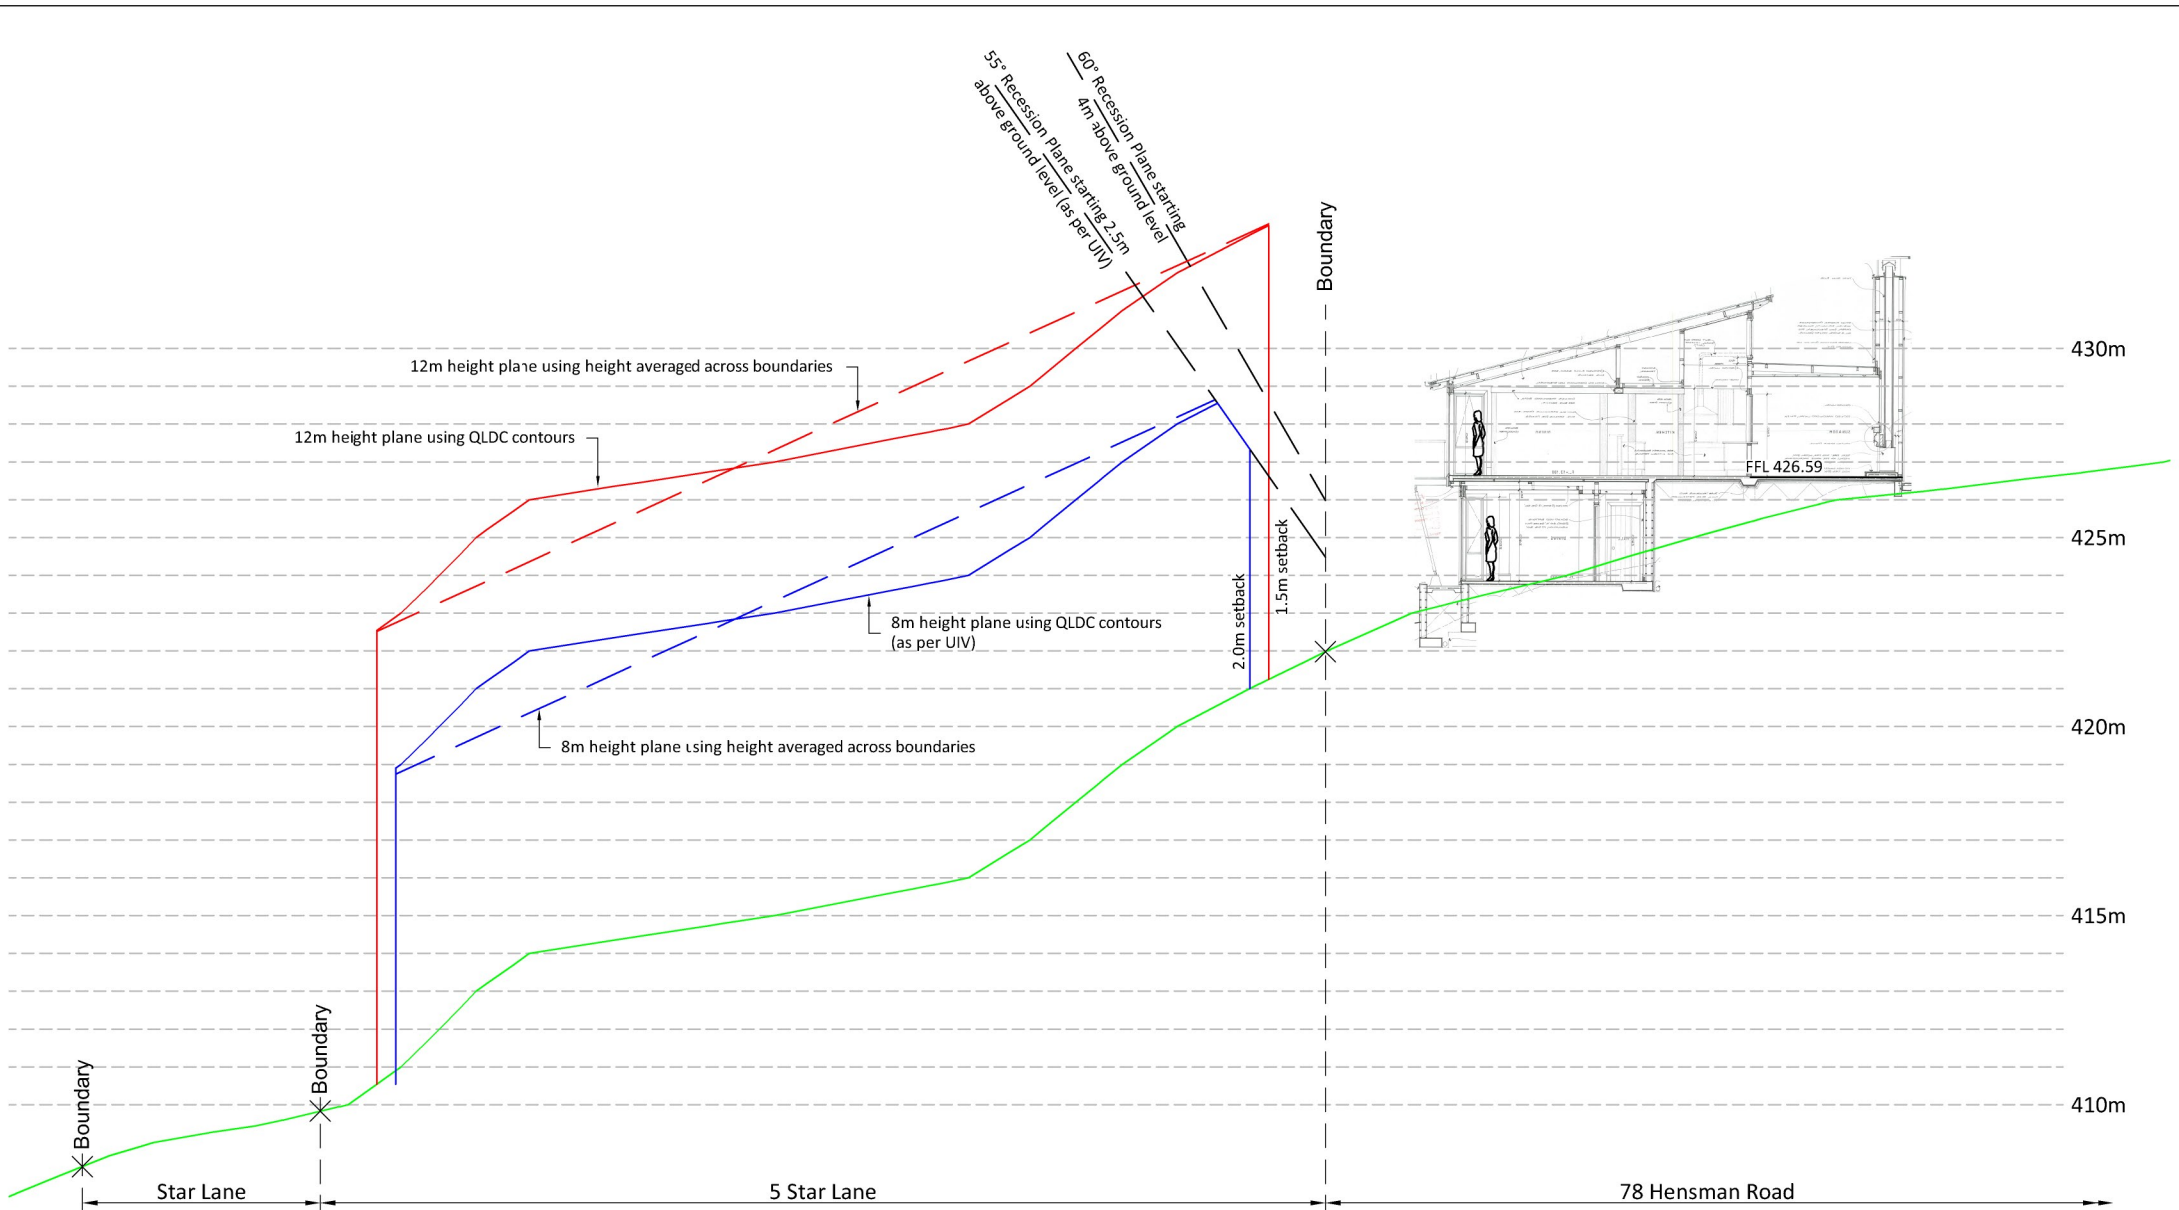 55° Recession Plane starting 2.5m
above ground level (as per UIV)
60° Recession Plane starting
4m above ground level
Boundary
430m
12m height plane using height averaged across boundaries
12m height plane using QLDC contours
FFL 426.59
425m
1.5m setback
2.0m setback
8m height plane using QLDC contours
(as per UIV)
420m
8m height plane using height averaged across boundaries
415m
Boundary
Boundary
410m
Star Lane
5 Star Lane
78 Hensman Road